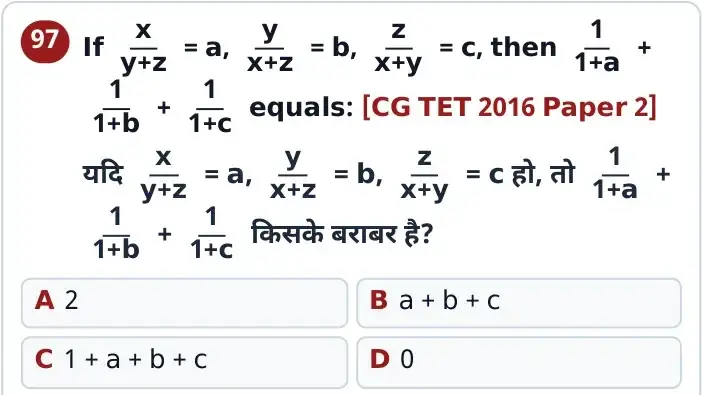 97 If x/(y+z) = a, y/(x+z) = b, z/(x+y) = c, then 1/(1+a) +
1/(1+b) + 1/(1+c) equals: [CG TET 2016 Paper 2]
यदि x/(y+z) = a, y/(x+z) = b, z/(x+y) = c हो, तो 1/(1+a) +
1/(1+b) + 1/(1+c) किसके बराबर है?
A 2 B a + b + c
C 1 + a + b + c D 0